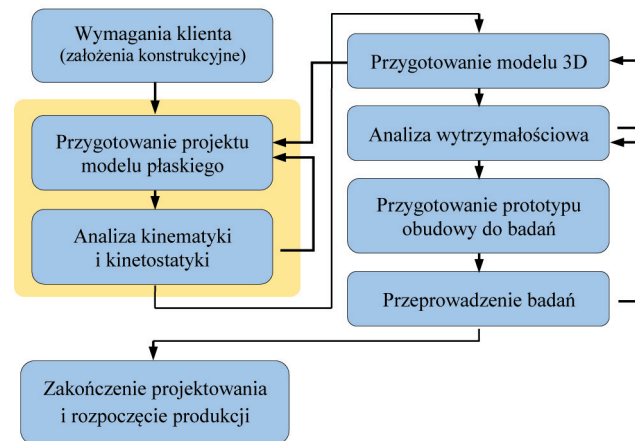 Wymagania klienta
(założenia konstrukcyjne)
Przygotowanie projektu
modelu płaskiego
Analiza kinematyki
i kinetostatyki
Przygotowanie modelu 3D
Analiza wytrzymałościowa
Przygotowanie prototypu
obudowy do badań
Przeprowadzenie badań
Zakończenie projektowania
i rozpoczęcie produkcji